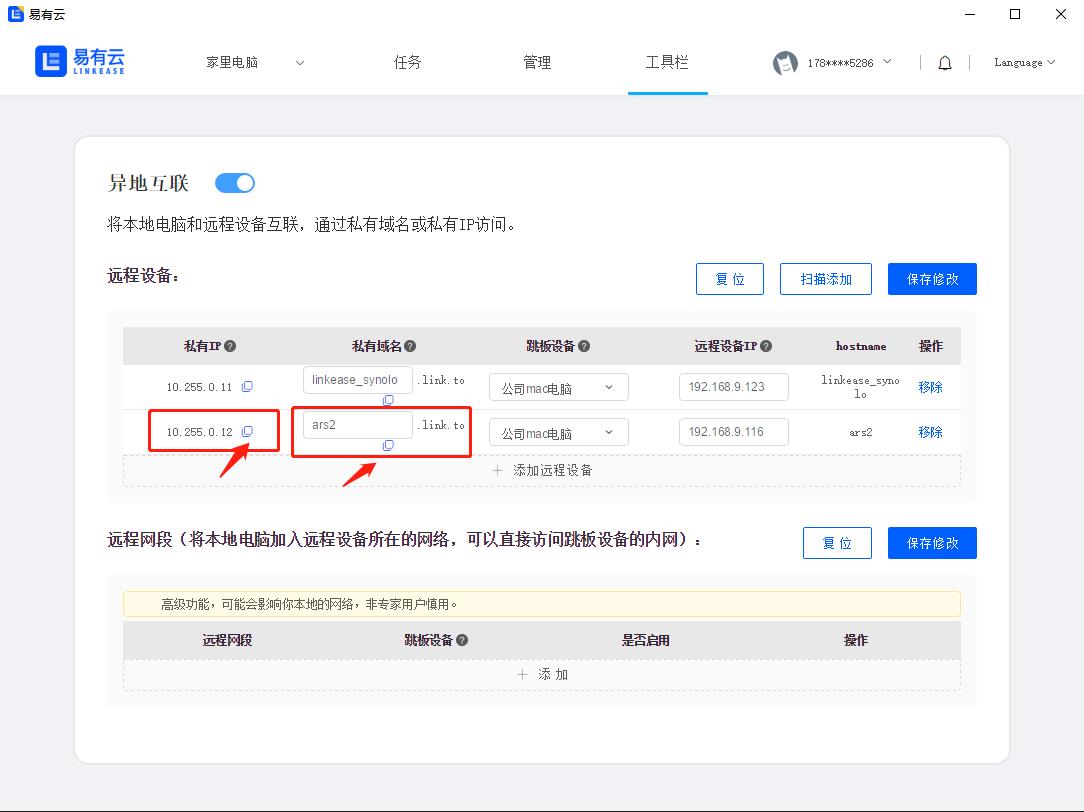 易有云
易有云
LINKEASE
家里电脑
任务
管理
工具栏
178****5286
Language
异地互联
将本地电脑和远程设备互联，通过私有域名或私有IP访问。
远程设备：
复 位
扫描添加
保存修改
私有IP
私有域名
跳板设备
远程设备IP
hostname
操作
10.255.0.11
linkease_synolo
.link.to
公司mac电脑
192.168.9.123
linkease_syno
lo
移除
10.255.0.12
ars2
.link.to
公司mac电脑
192.168.9.116
ars2
移除
添加远程设备
远程网段（将本地电脑加入远程设备所在的网络，可以直接访问跳板设备的内网）：
复 位
保存修改
高级功能，可能会影响你本地的网络，非专家用户慎用。
远程网段
跳板设备
是否启用
操作
添 加